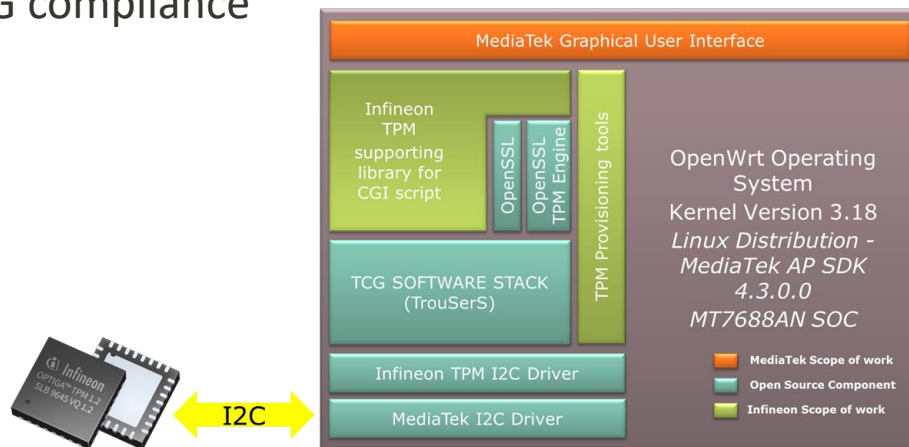 G compliance
MediaTek Graphical User Interface
Infineon
TPM
supporting
library for
CGI script
OpenSSL
OpenSSL
TPM Engine
TPM Provisioning tools
TCG SOFTWARE STACK
(TrouSerS)
Infineon TPM I2C Driver
MediaTek I2C Driver
OpenWrt Operating
System
Kernel Version 3.18
Linux Distribution -
MediaTek AP SDK
4.3.0.0
MT7688AN SOC
MediaTek Scope of work
Open Source Component
Infineon Scope of work
Infineon
OPTIGA™ TPM 1.2
SLB 9645 VQ 1.2
I2C